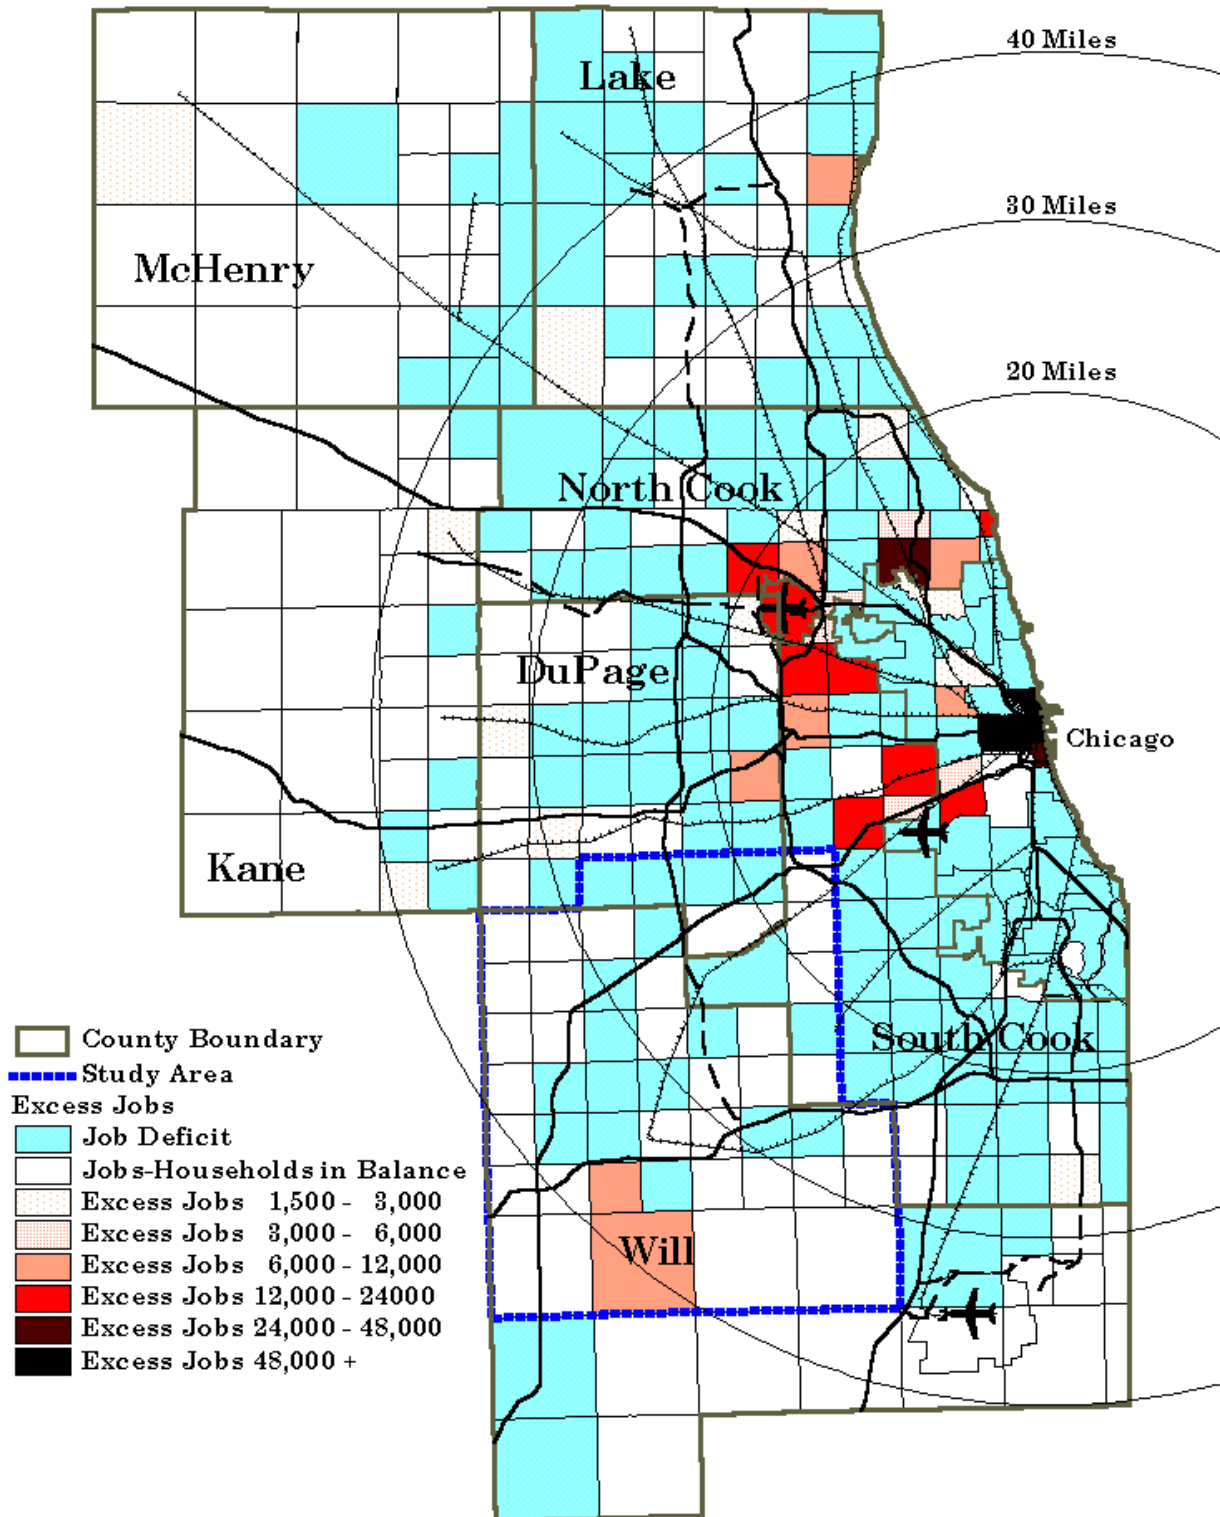 40 Miles
Lake
30 Miles
McHenry
20 Miles
North Cook
DuPage
Chicago
Kane
South Cook
County Boundary
Study Area
Excess Jobs
Job Deficit
Jobs-Households in Balance
Excess Jobs 1,500 - 3,000
Excess Jobs 3,000 - 6,000
Excess Jobs 6,000 - 12,000
Excess Jobs 12,000 - 24000
Excess Jobs 24,000 - 48,000
Excess Jobs 48,000 +
Will